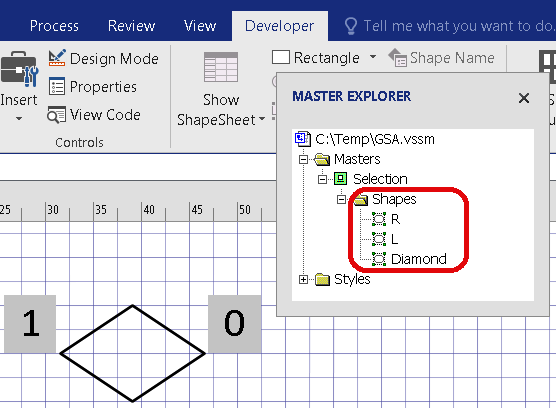 Process Review View Developer Tell me what you want to do.
Design Mode
Properties
View Code
Insert
Controls
Show
ShapeSheet
Rectangle
Shape Name
MASTER EXPLORER
C:\Temp\GSA.vssm
Masters
Selection
Shapes
R
L
Diamond
Styles
25 30 35 40 45 50
1
0